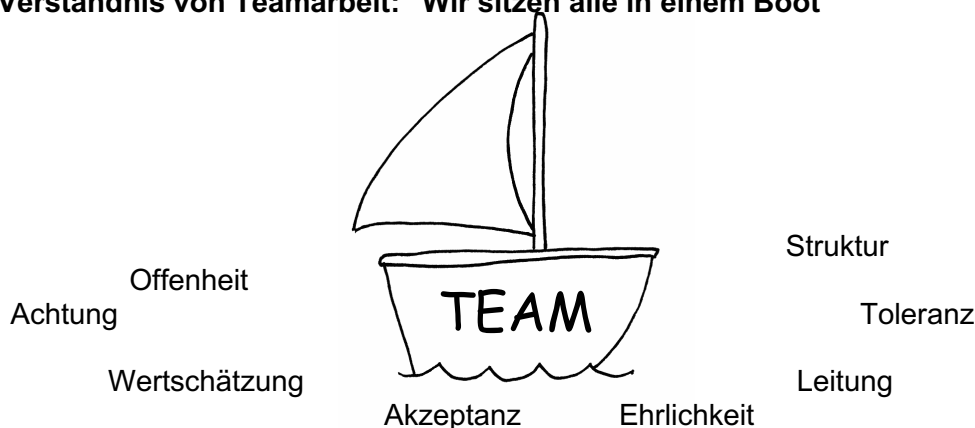 Verständnis von Teamarbeit: "Wir sitzen alle in einem Boot"
Struktur
Offenheit
Achtung
TEAM
Toleranz
Wertschätzung
Leitung
Akzeptanz
Ehrlichkeit